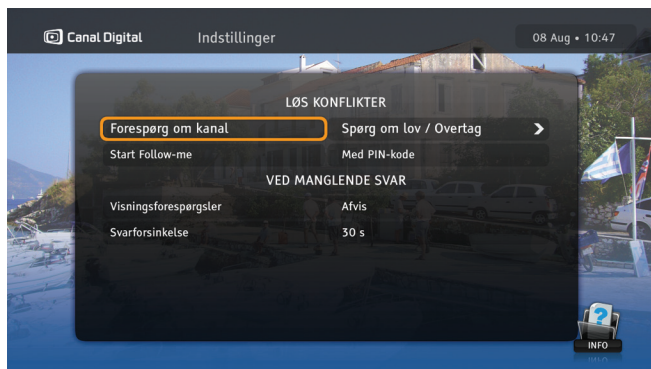 Canal Digital Indstillinger 08 Aug • 10:47
LØS KONFLIKTER
Forespørg om kanal Spørg om lov / Overtag
Start Follow-me Med PIN-kode
VED MANGLENDE SVAR
Visningsforespørgsler Afvis
Svarforsinkelse 30 s
INFO